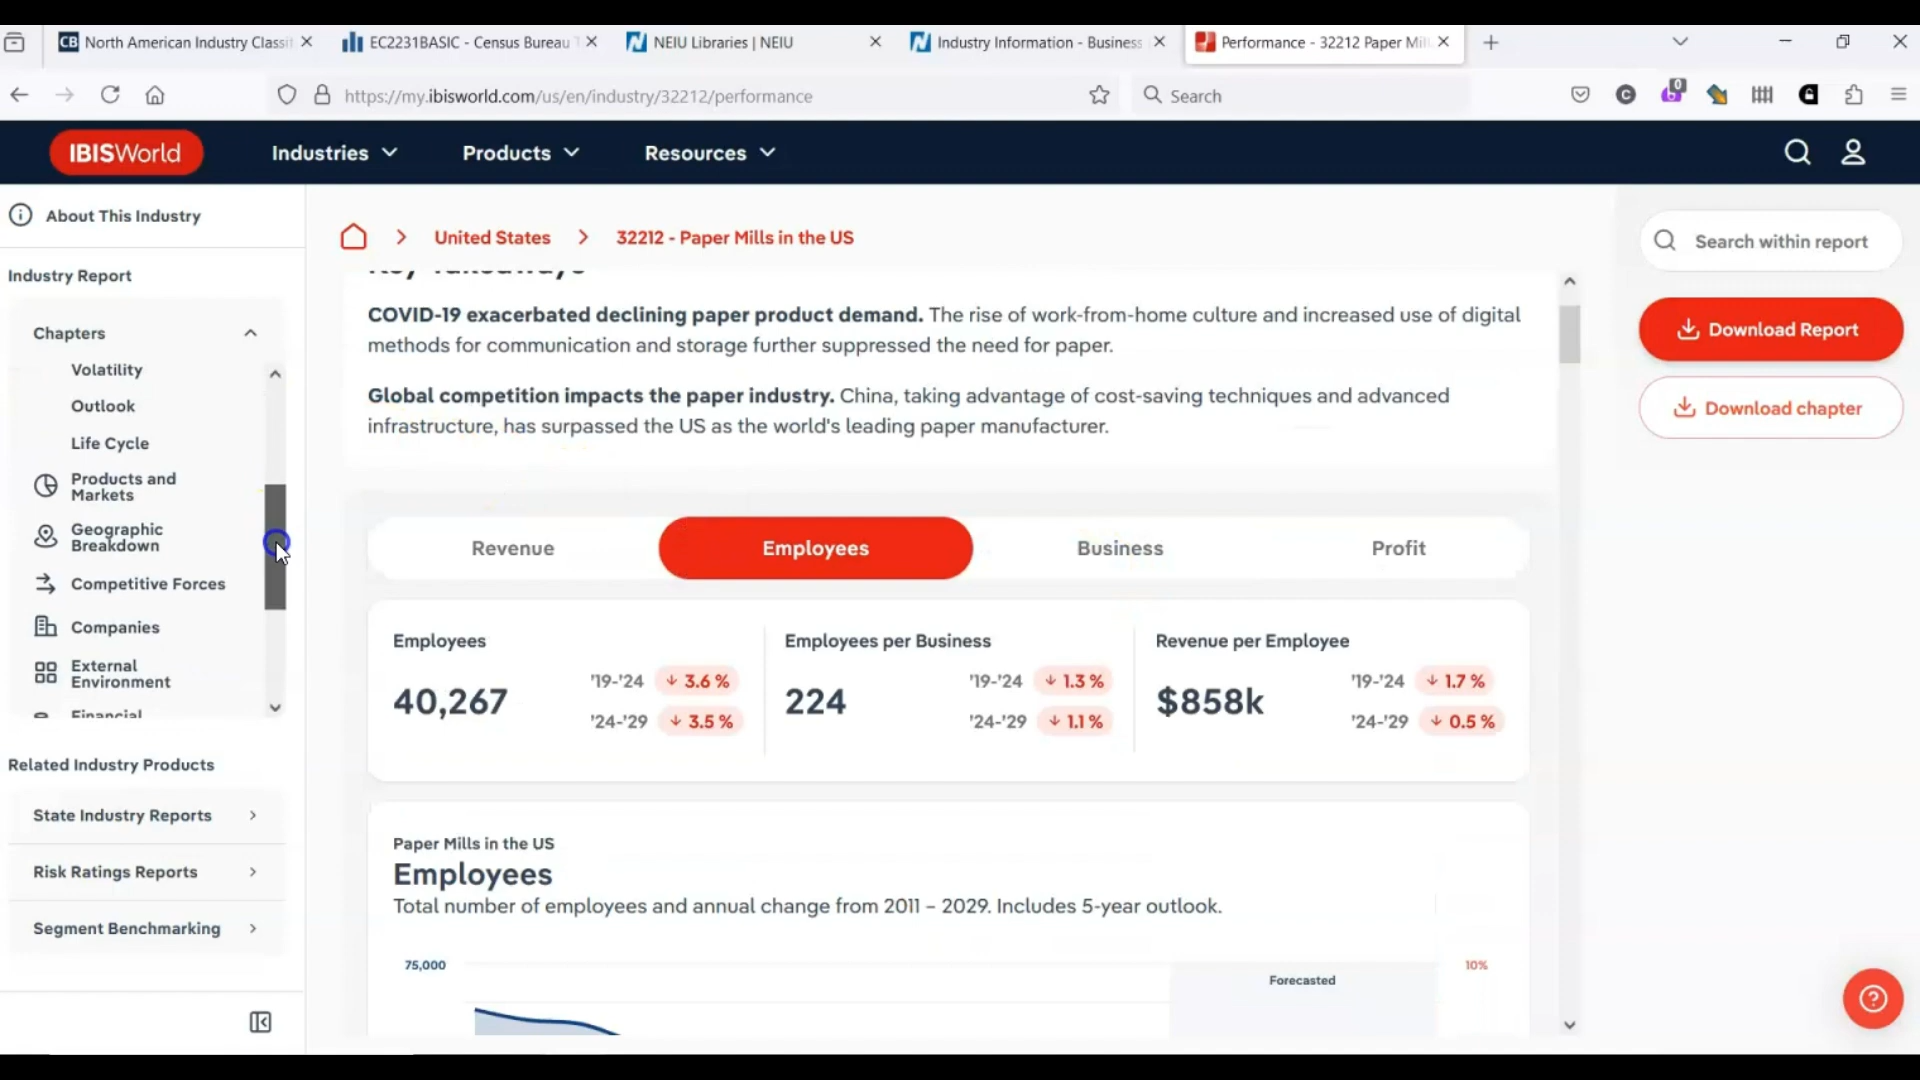 CB North American Industry Classif
EC2231BASIC - Census Bureau T
NEIU Libraries | NEIU
Industry Information - Business
Performance - 32212 Paper Mill
https://my.ibisworld.com/us/en/industry/32212/performance
Search
C
0
IBISWorld
Industries
Products
Resources
About This Industry
Industry Report
Chapters
Volatility
Outlook
Life Cycle
Products and
Markets
Geographic
Breakdown
Competitive Forces
Companies
External
Environment
Financial
Related Industry Products
State Industry Reports
Risk Ratings Reports
Segment Benchmarking
United States
32212 - Paper Mills in the US
Key Takeaways
COVID-19 exacerbated declining paper product demand. The rise of work-from-home culture and increased use of digital
methods for communication and storage further suppressed the need for paper.
Global competition impacts the paper industry. China, taking advantage of cost-saving techniques and advanced
infrastructure, has surpassed the US as the world's leading paper manufacturer.
Revenue
Employees
Business
Profit
Employees
40,267
'19-'24 ↓ 3.6 %
'24-'29 ↓ 3.5 %
Employees per Business
224
'19-'24 ↓ 1.3 %
'24-'29 ↓ 1.1 %
Revenue per Employee
$858k
'19-'24 ↓ 1.7 %
'24-'29 ↓ 0.5 %
Paper Mills in the US
Employees
Total number of employees and annual change from 2011 – 2029. Includes 5-year outlook.
75,000
Forecasted
10%
Search within report
Download Report
Download chapter